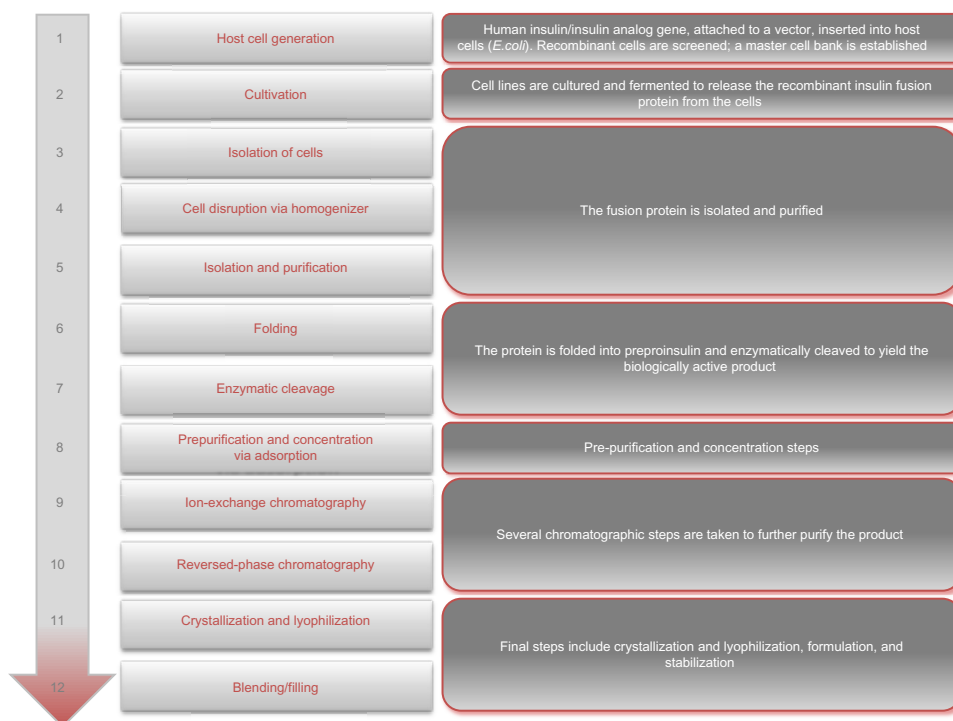 1
Host cell generation
Human insulin/insulin analog gene, attached to a vector, inserted into host
cells (E.coli). Recombinant cells are screened; a master cell bank is established
2
Cultivation
Cell lines are cultured and fermented to release the recombinant insulin fusion
protein from the cells
3
Isolation of cells
4
Cell disruption via homogenizer
The fusion protein is isolated and purified
5
Isolation and purification
6
Folding
The protein is folded into preproinsulin and enzymatically cleaved to yield the
biologically active product
7
Enzymatic cleavage
8
Prepurification and concentration
via adsorption
Pre-purification and concentration steps
9
Ion-exchange chromatography
Several chromatographic steps are taken to further purify the product
10
Reversed-phase chromatography
11
Crystallization and lyophilization
Final steps include crystallization and lyophilization, formulation, and
stabilization
12
Blending/filling